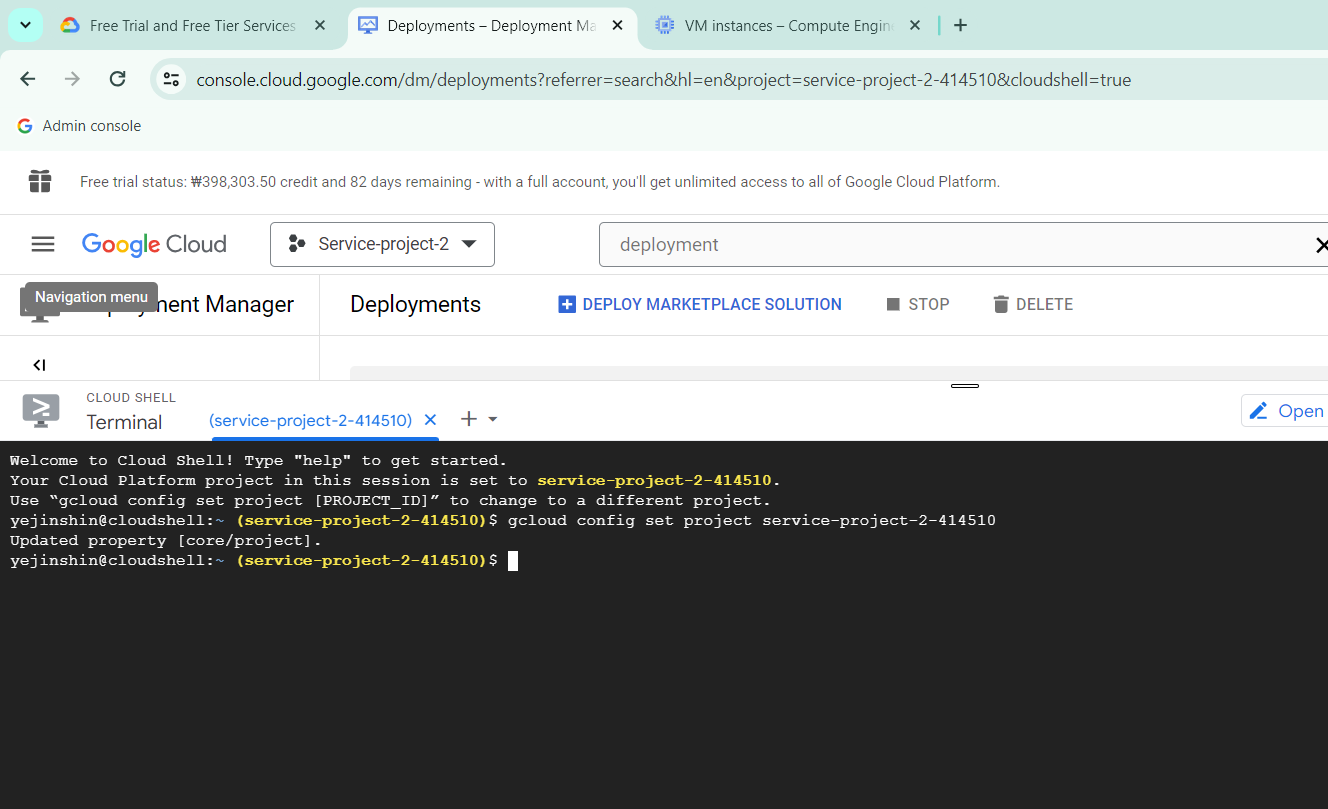 Free Trial and Free Tier Services
Deployments – Deployment Ma
VM instances – Compute Engin
console.cloud.google.com/dm/deployments?referrer=search&hl=en&project=service-project-2-414510&cloudshell=true
Admin console
Free trial status: ₩398,303.50 credit and 82 days remaining - with a full account, you'll get unlimited access to all of Google Cloud Platform.
Google Cloud
Service-project-2
deployment
Navigation menu
ment Manager
Deployments
DEPLOY MARKETPLACE SOLUTION
STOP
DELETE
CLOUD SHELL
Terminal
(service-project-2-414510)
Open
Welcome to Cloud Shell! Type "help" to get started.
Your Cloud Platform project in this session is set to service-project-2-414510.
Use “gcloud config set project [PROJECT_ID]” to change to a different project.
yejinshin@cloudshell:~ (service-project-2-414510)$ gcloud config set project service-project-2-414510
Updated property [core/project].
yejinshin@cloudshell:~ (service-project-2-414510)$